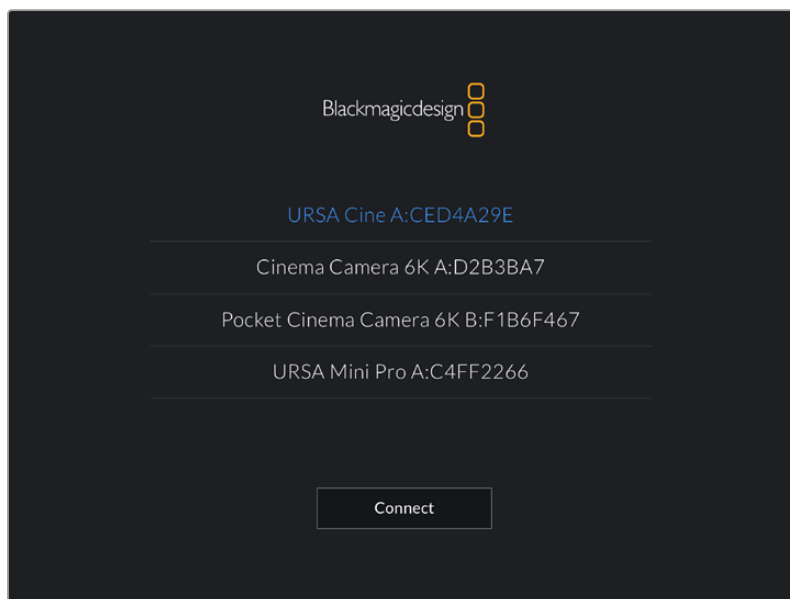 Blackmagicdesign
URSA Cine A:CED4A29E
Cinema Camera 6K A:D2B3BA7
Pocket Cinema Camera 6K B:F1B6F467
URSA Mini Pro A:C4FF2266
Connect